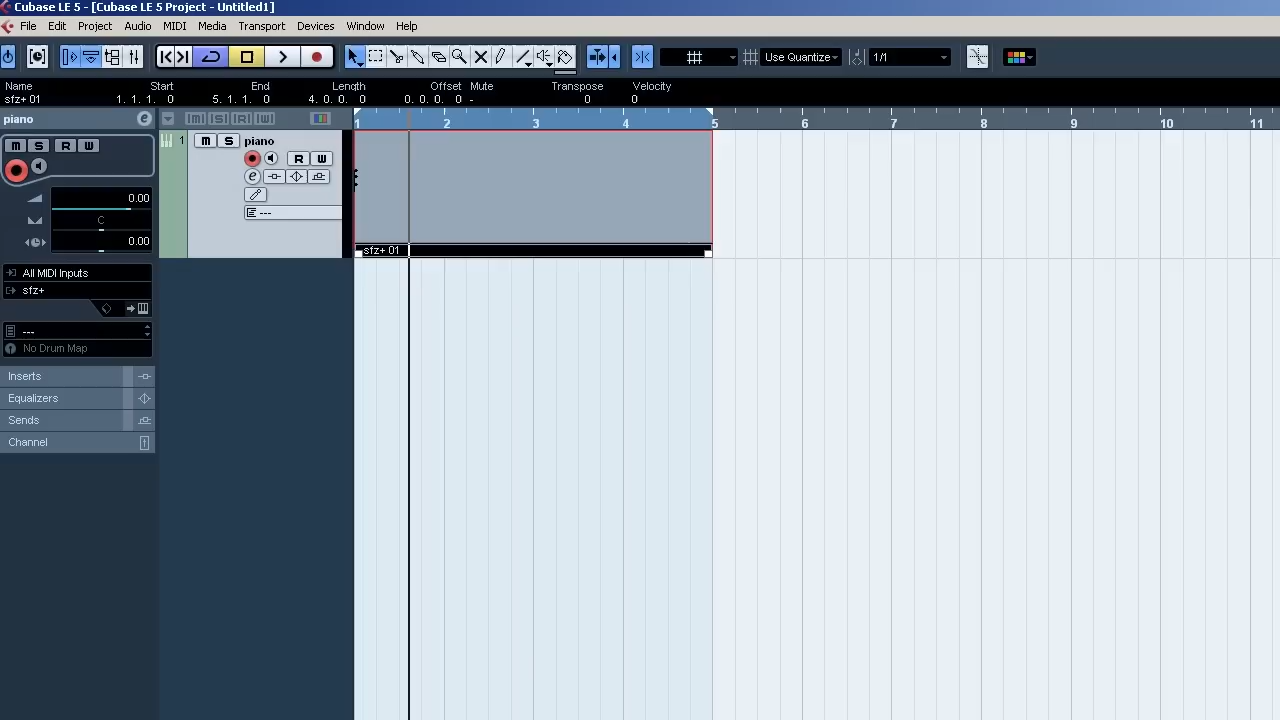 Cubase LE 5 - [Cubase LE 5 Project - Untitled1]
File Edit Project Audio MIDI Media Transport Devices Window Help
Use Quantize 1/1
Name Start End Length Offset Mute Transpose Velocity
sfz+ 01 1. 1. 1. 0 5. 1. 1. 0 4. 0. 0. 0 0. 0. 0. 0 - 0 0
piano
1 2 3 4 5 6 7 8 9 10 11
M S R W
1 M S piano
R W
0.00
C
0.00
---
sfz+ 01
All MIDI Inputs
sfz+
---
No Drum Map
Inserts
Equalizers
Sends
Channel